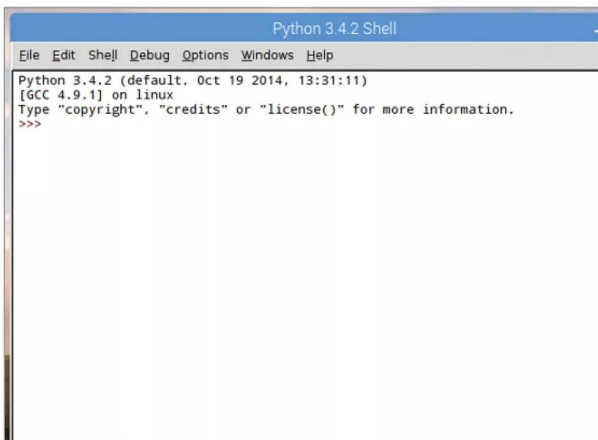 Python 3.4.2 Shell
File Edit Shell Debug Options Windows Help
Python 3.4.2 (default, Oct 19 2014, 13:31:11)
[GCC 4.9.1] on linux
Type "copyright", "credits" or "license()" for more information.
>>>